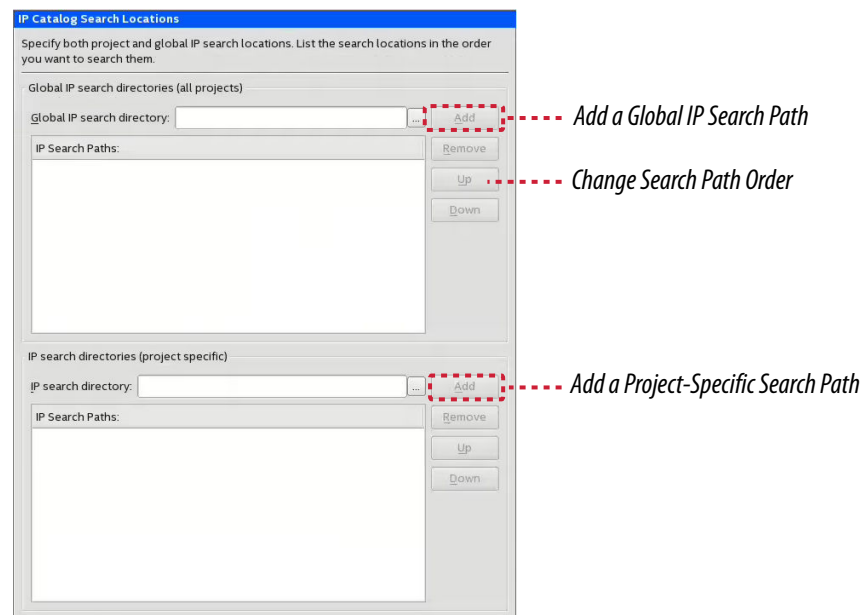 IP Catalog Search Locations
Specify both project and global IP search locations. List the search locations in the order
you want to search them.
Global IP search directories (all projects)
Global IP search directory:
...
Add
Add a Global IP Search Path
IP Search Paths:
Remove
Up
Change Search Path Order
Down
IP search directories (project specific)
IP search directory:
...
Add
Add a Project-Specific Search Path
IP Search Paths:
Remove
Up
Down